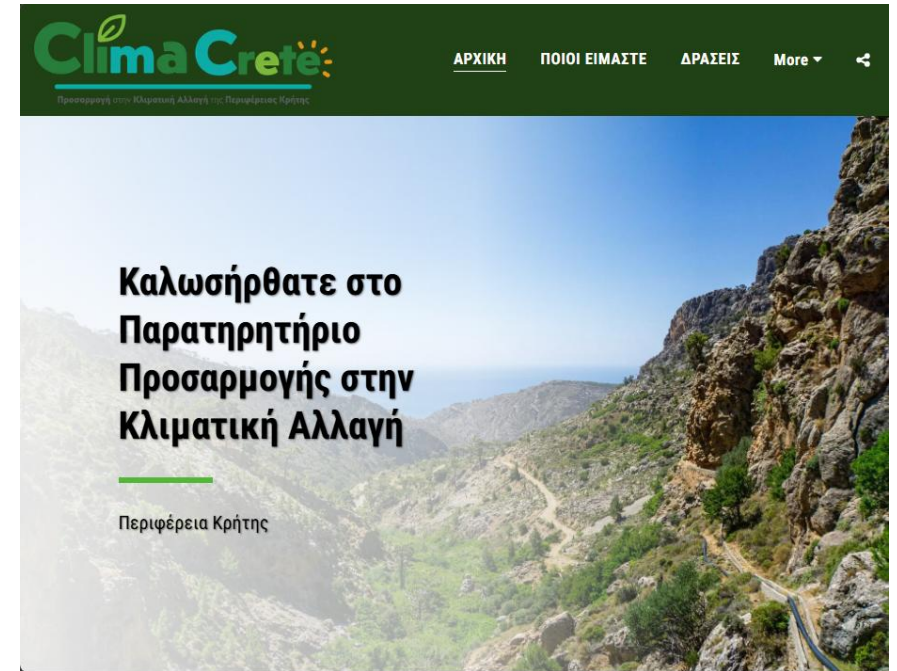 Clima Crete
Προσαρμογή στην Κλιματική Αλλαγή της Περιφέρειας Κρήτης
ΑΡΧΙΚΗ ΠΟΙΟΙ ΕΙΜΑΣΤΕ ΔΡΑΣΕΙΣ More
Καλωσήρθατε στο
Παρατηρητήριο
Προσαρμογής στην
Κλιματική Αλλαγή
Περιφέρεια Κρήτης